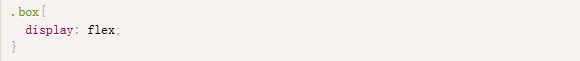 .box{
  display: flex;
}